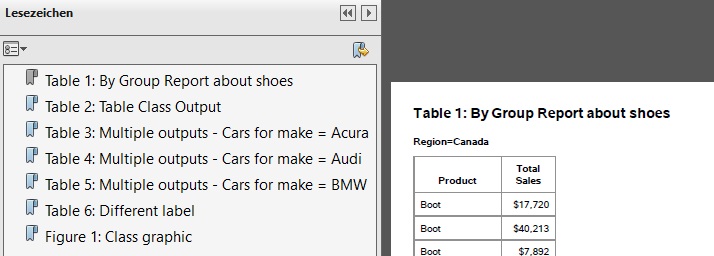 Lesezeichen
Table 1: By Group Report about shoes
Table 2: Table Class Output
Table 3: Multiple outputs - Cars for make = Acura
Table 4: Multiple outputs - Cars for make = Audi
Table 5: Multiple outputs - Cars for make = BMW
Table 6: Different label
Figure 1: Class graphic
Table 1: By Group Report about shoes
Region=Canada
Product Total Sales
Boot $17,720
Boot $40,213
Boot $7,892